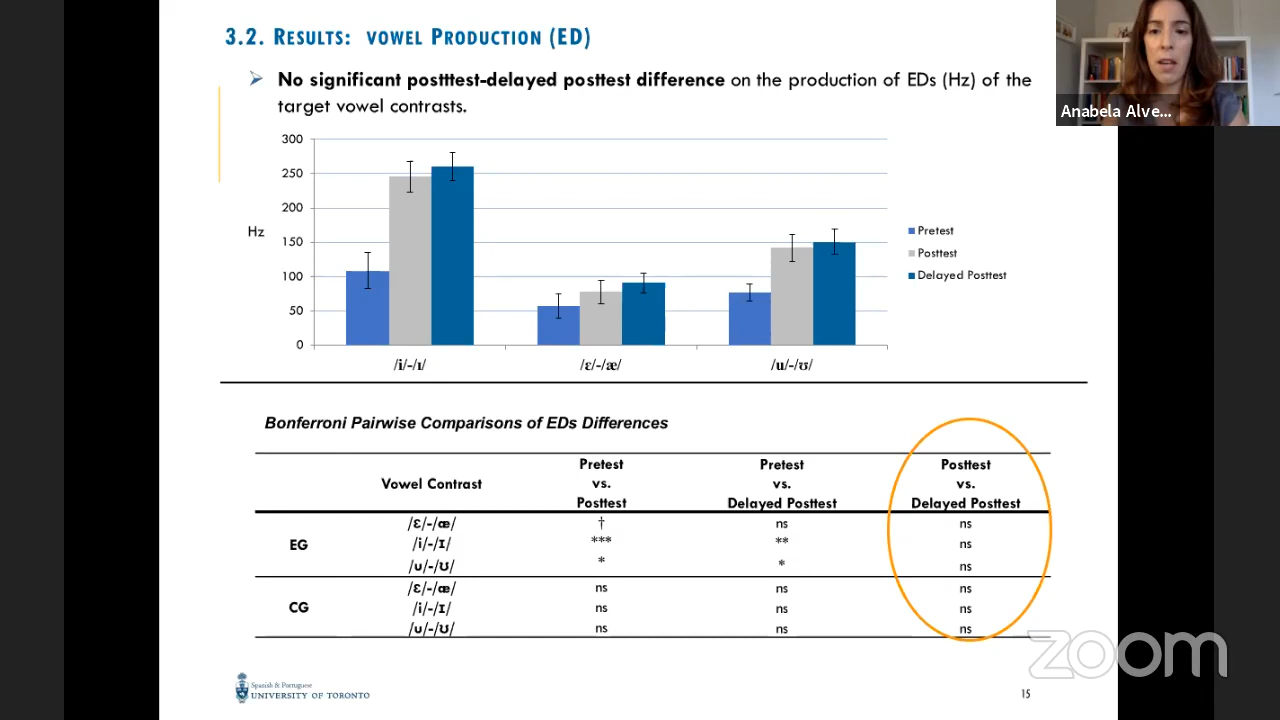 3.2. RESULTS: VOWEL PRODUCTION (ED)
➢ No significant postttest-delayed posttest difference on the production of EDs (Hz) of the
target vowel contrasts.
Anabela Alve...
300
250
200
150
100
50
0
Hz
/i/-/ɪ/ /ɛ/-/æ/ /u/-/ʊ/
Pretest
Posttest
Delayed Posttest
Bonferroni Pairwise Comparisons of EDs Differences
Vowel Contrast
Pretest
vs.
Posttest
Pretest
vs.
Delayed Posttest
Posttest
vs.
Delayed Posttest
EG
/ɛ/-/æ/ † ns ns
/i/-/ɪ/ *** ** ns
/u/-/ʊ/ * * ns
CG
/ɛ/-/æ/ ns ns ns
/i/-/ɪ/ ns ns ns
/u/-/ʊ/ ns ns ns
zoom
Spanish & Portuguese
UNIVERSITY OF TORONTO
15